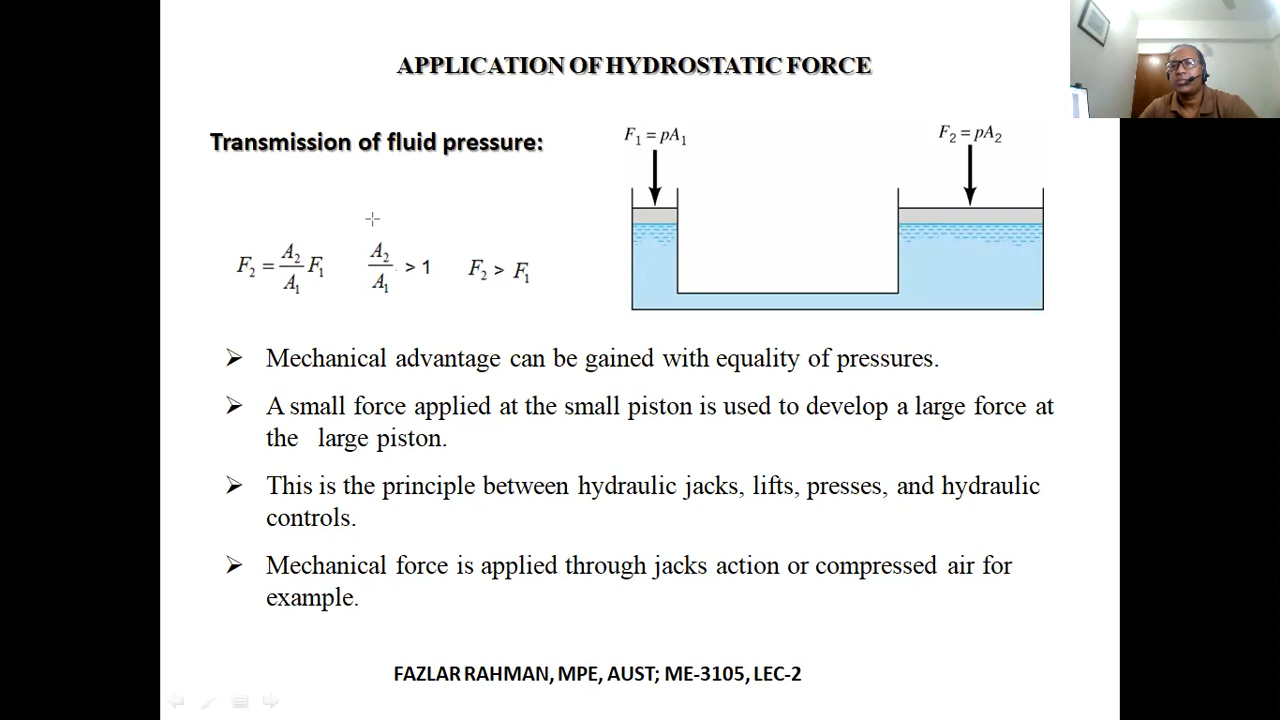 APPLICATION OF HYDROSTATIC FORCE
Transmission of fluid pressure:
F₁ = pA₁
F₂ = pA₂
F₂ = A₂/A₁ F₁ A₂/A₁ > 1 F₂ > F₁
➢ Mechanical advantage can be gained with equality of pressures.
➢ A small force applied at the small piston is used to develop a large force at
the large piston.
➢ This is the principle between hydraulic jacks, lifts, presses, and hydraulic
controls.
➢ Mechanical force is applied through jacks action or compressed air for
example.
FAZLAR RAHMAN, MPE, AUST; ME-3105, LEC-2